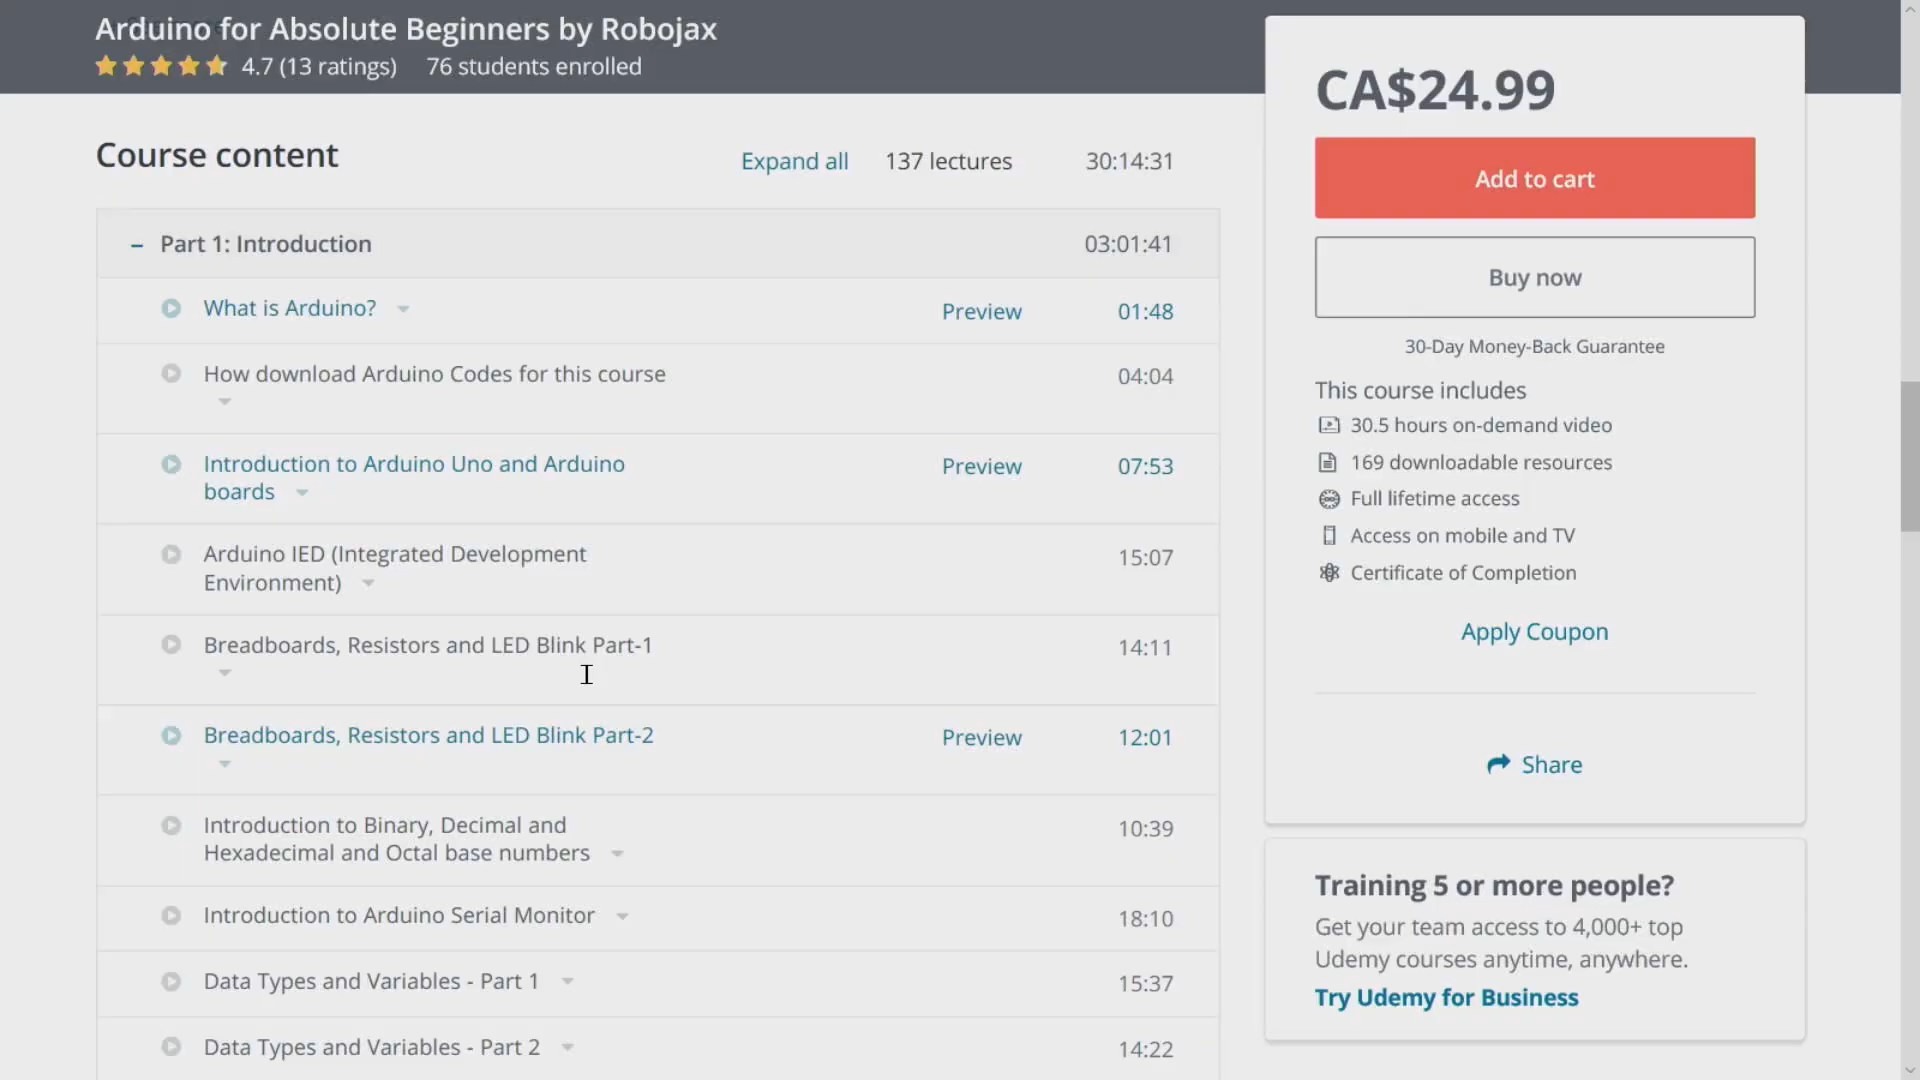 Arduino for Absolute Beginners by Robojax
4.7 (13 ratings) 76 students enrolled
Course content
Expand all 137 lectures 30:14:31
– Part 1: Introduction 03:01:41
What is Arduino? Preview 01:48
How download Arduino Codes for this course 04:04
Introduction to Arduino Uno and Arduino
boards Preview 07:53
Arduino IED (Integrated Development
Environment) 15:07
Breadboards, Resistors and LED Blink Part-1 14:11
Breadboards, Resistors and LED Blink Part-2 Preview 12:01
Introduction to Binary, Decimal and
Hexadecimal and Octal base numbers 10:39
Introduction to Arduino Serial Monitor 18:10
Data Types and Variables - Part 1 15:37
Data Types and Variables - Part 2 14:22
CA$24.99
Add to cart
Buy now
30-Day Money-Back Guarantee
This course includes
30.5 hours on-demand video
169 downloadable resources
Full lifetime access
Access on mobile and TV
Certificate of Completion
Apply Coupon
Share
Training 5 or more people?
Get your team access to 4,000+ top
Udemy courses anytime, anywhere.
Try Udemy for Business